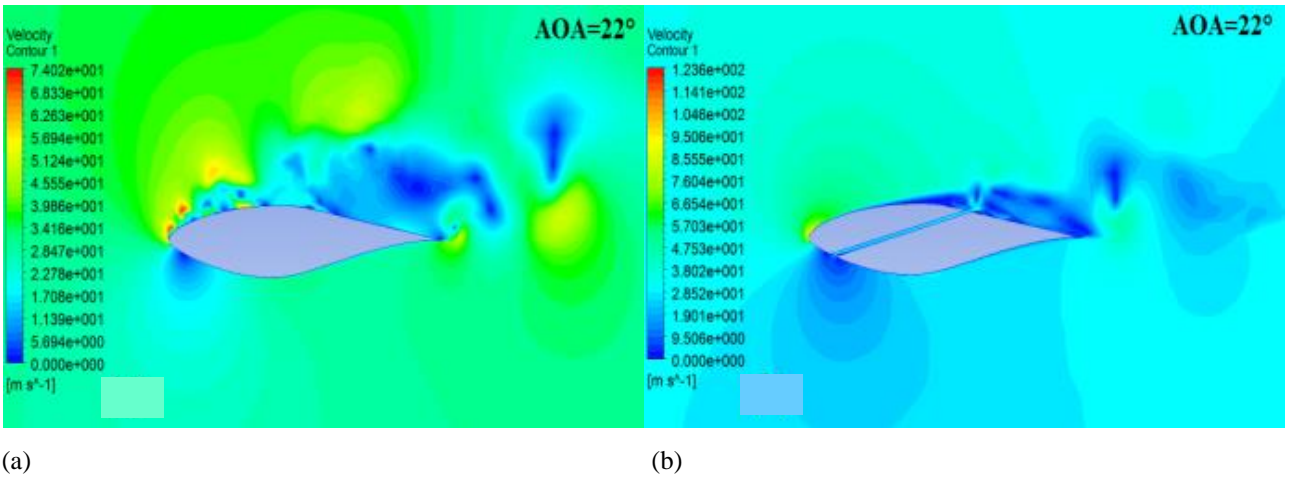 AOA=22°
Velocity
Contour 1
7.402e+001
6.833e+001
6.263e+001
5.694e+001
5.124e+001
4.555e+001
3.986e+001
3.416e+001
2.847e+001
2.278e+001
1.708e+001
1.139e+001
5.694e+000
0.000e+000
[m s^-1]
(a)
AOA=22°
Velocity
Contour 1
1.236e+002
1.141e+002
1.046e+002
9.506e+001
8.555e+001
7.604e+001
6.654e+001
5.703e+001
4.753e+001
3.802e+001
2.852e+001
1.901e+001
9.506e+000
0.000e+000
[m s^-1]
(b)